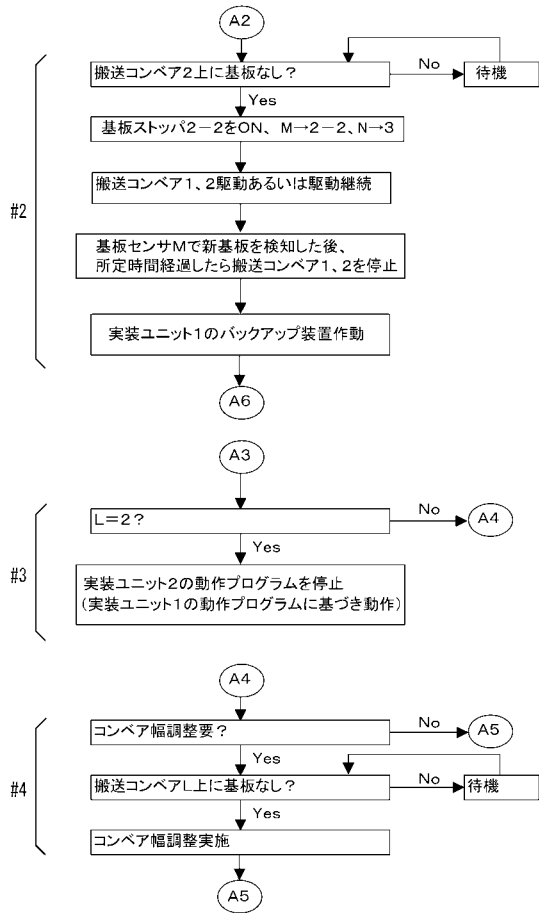 A2
搬送コンベア2上に基板なし?
No
待機
Yes
基板ストッパ2-2をON、M→2-2、N→3
搬送コンベア1、2駆動あるいは駆動継続
#2
基板センサMで新基板を検知した後、
所定時間経過したら搬送コンベア1、2を停止
実装ユニット1のバックアップ装置作動
A6
A3
L=2?
No
A4
Yes
#3
実装ユニット2の動作プログラムを停止
(実装ユニット1の動作プログラムに基づき動作)
A4
コンベア幅調整要?
No
A5
Yes
#4
搬送コンベアL上に基板なし?
No
待機
Yes
コンベア幅調整実施
A5